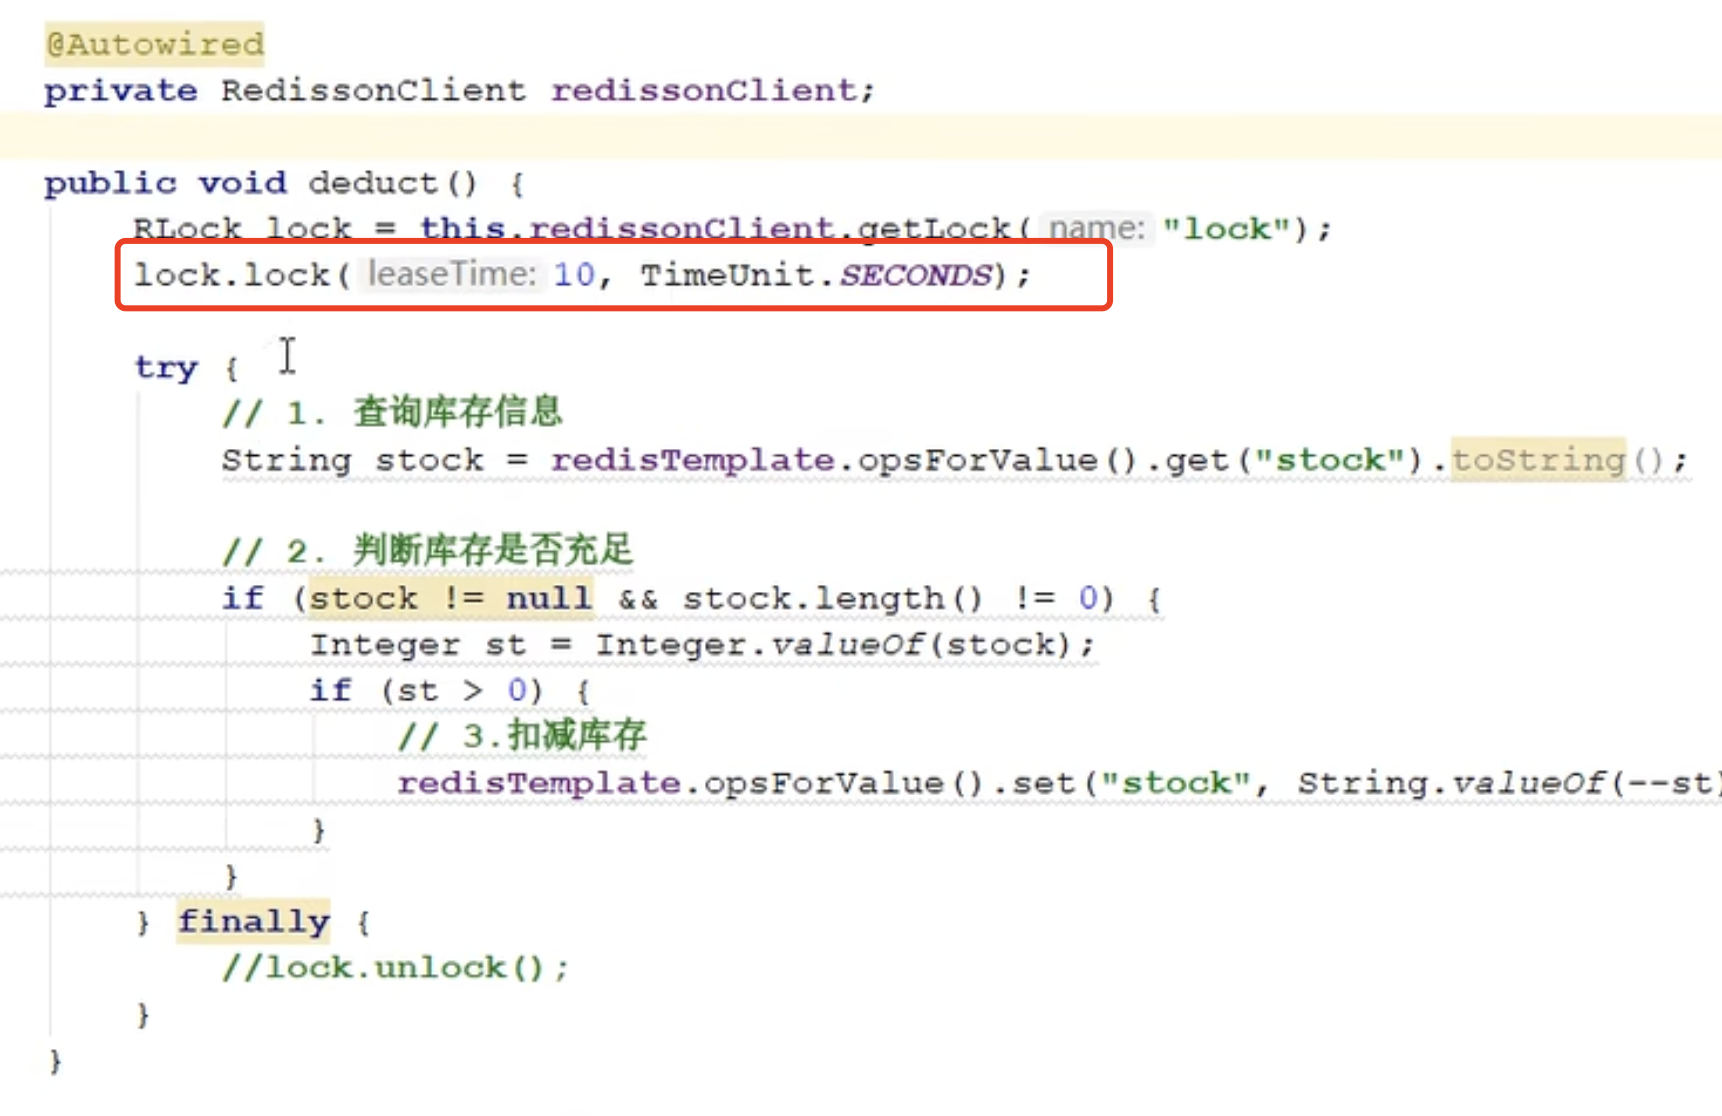 @Autowired
private RedissonClient redissonClient;
public void deduct() {
RLock lock = this.redissonClient.getLock( name: "lock");
lock.lock( leaseTime: 10, TimeUnit.SECONDS);
try {
// 1. 查询库存信息
String stock = redisTemplate.opsForValue().get("stock").toString();
// 2. 判断库存是否充足
if (stock != null && stock.length() != 0) {
Integer st = Integer.valueOf(stock);
if (st > 0) {
// 3.扣减库存
redisTemplate.opsForValue().set("stock", String.valueOf(--st)
}
}
} finally {
//lock.unlock();
}
}